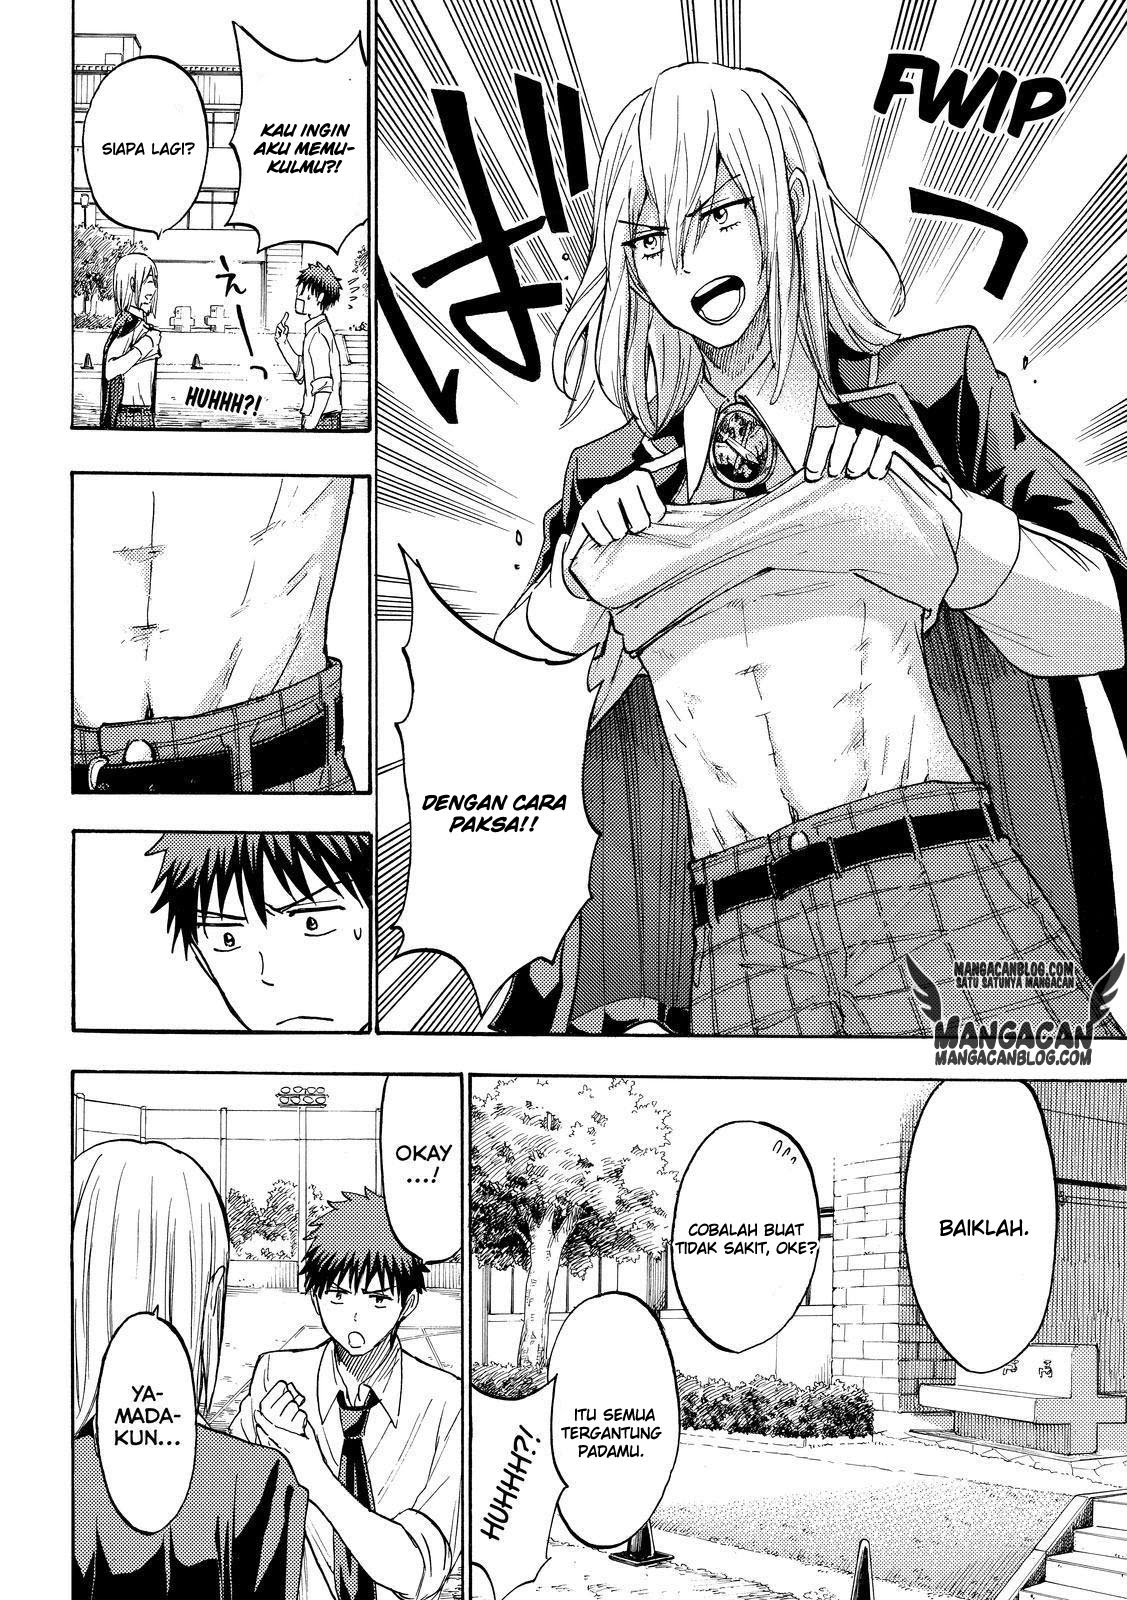 FWIP
ばっ
DENGAN CARA
PAKSA!!
KAU INGIN
AKU MEMU-
KULMU?!
SIAPA LAGI?
えーっ
HUHHH?!
MANGACANBLOG.COM
SATU SATUNYA MANGACAN
MANGACAN
MANGACANBLOG.COM
BAIKLAH.
COBALAH BUAT
TIDAK SAKIT, OKE?
ITU SEMUA
TERGANTUNG
PADAMU.
HUHHH?!
OKAY
...!
YA-
MADA-
KUN...